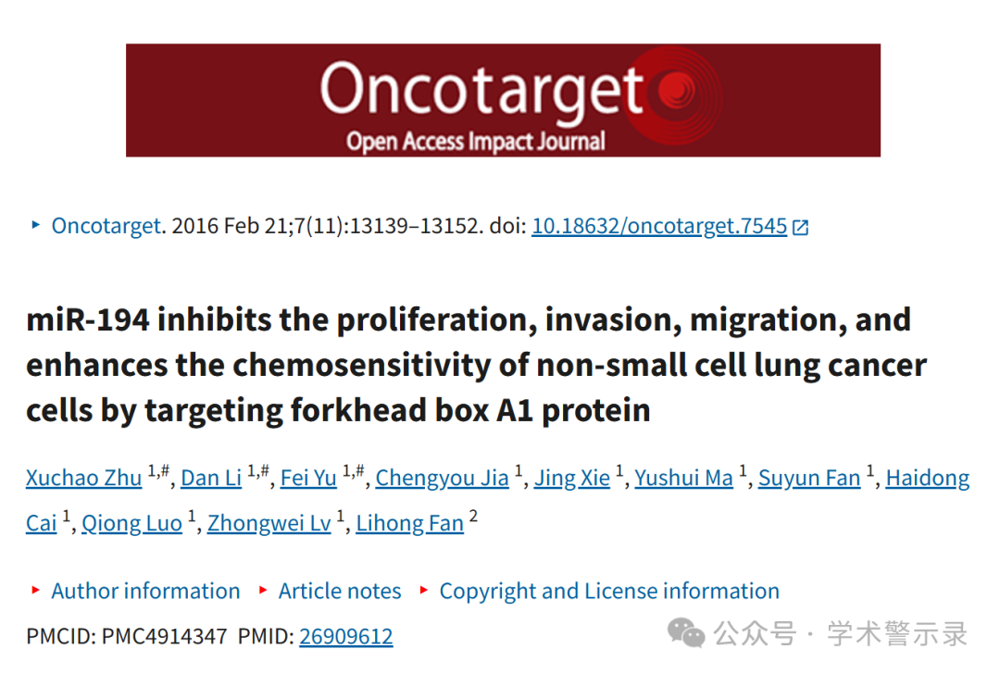 Oncotarget
Open Access Impact Journal
Oncotarget. 2016 Feb 21;7(11):13139–13152. doi: 10.18632/oncotarget.7545
miR-194 inhibits the proliferation, invasion, migration, and
enhances the chemosensitivity of non-small cell lung cancer
cells by targeting forkhead box A1 protein
Xuchao Zhu 1,#, Dan Li 1,#, Fei Yu 1,#, Chengyou Jia 1, Jing Xie 1, Yushui Ma 1, Suyun Fan 1, Haidong
Cai 1, Qiong Luo 1, Zhongwei Lv 1, Lihong Fan 2
Author information Article notes Copyright and License information
PMCID: PMC4914347 PMID: 26909612
公众号 · 学术警示录